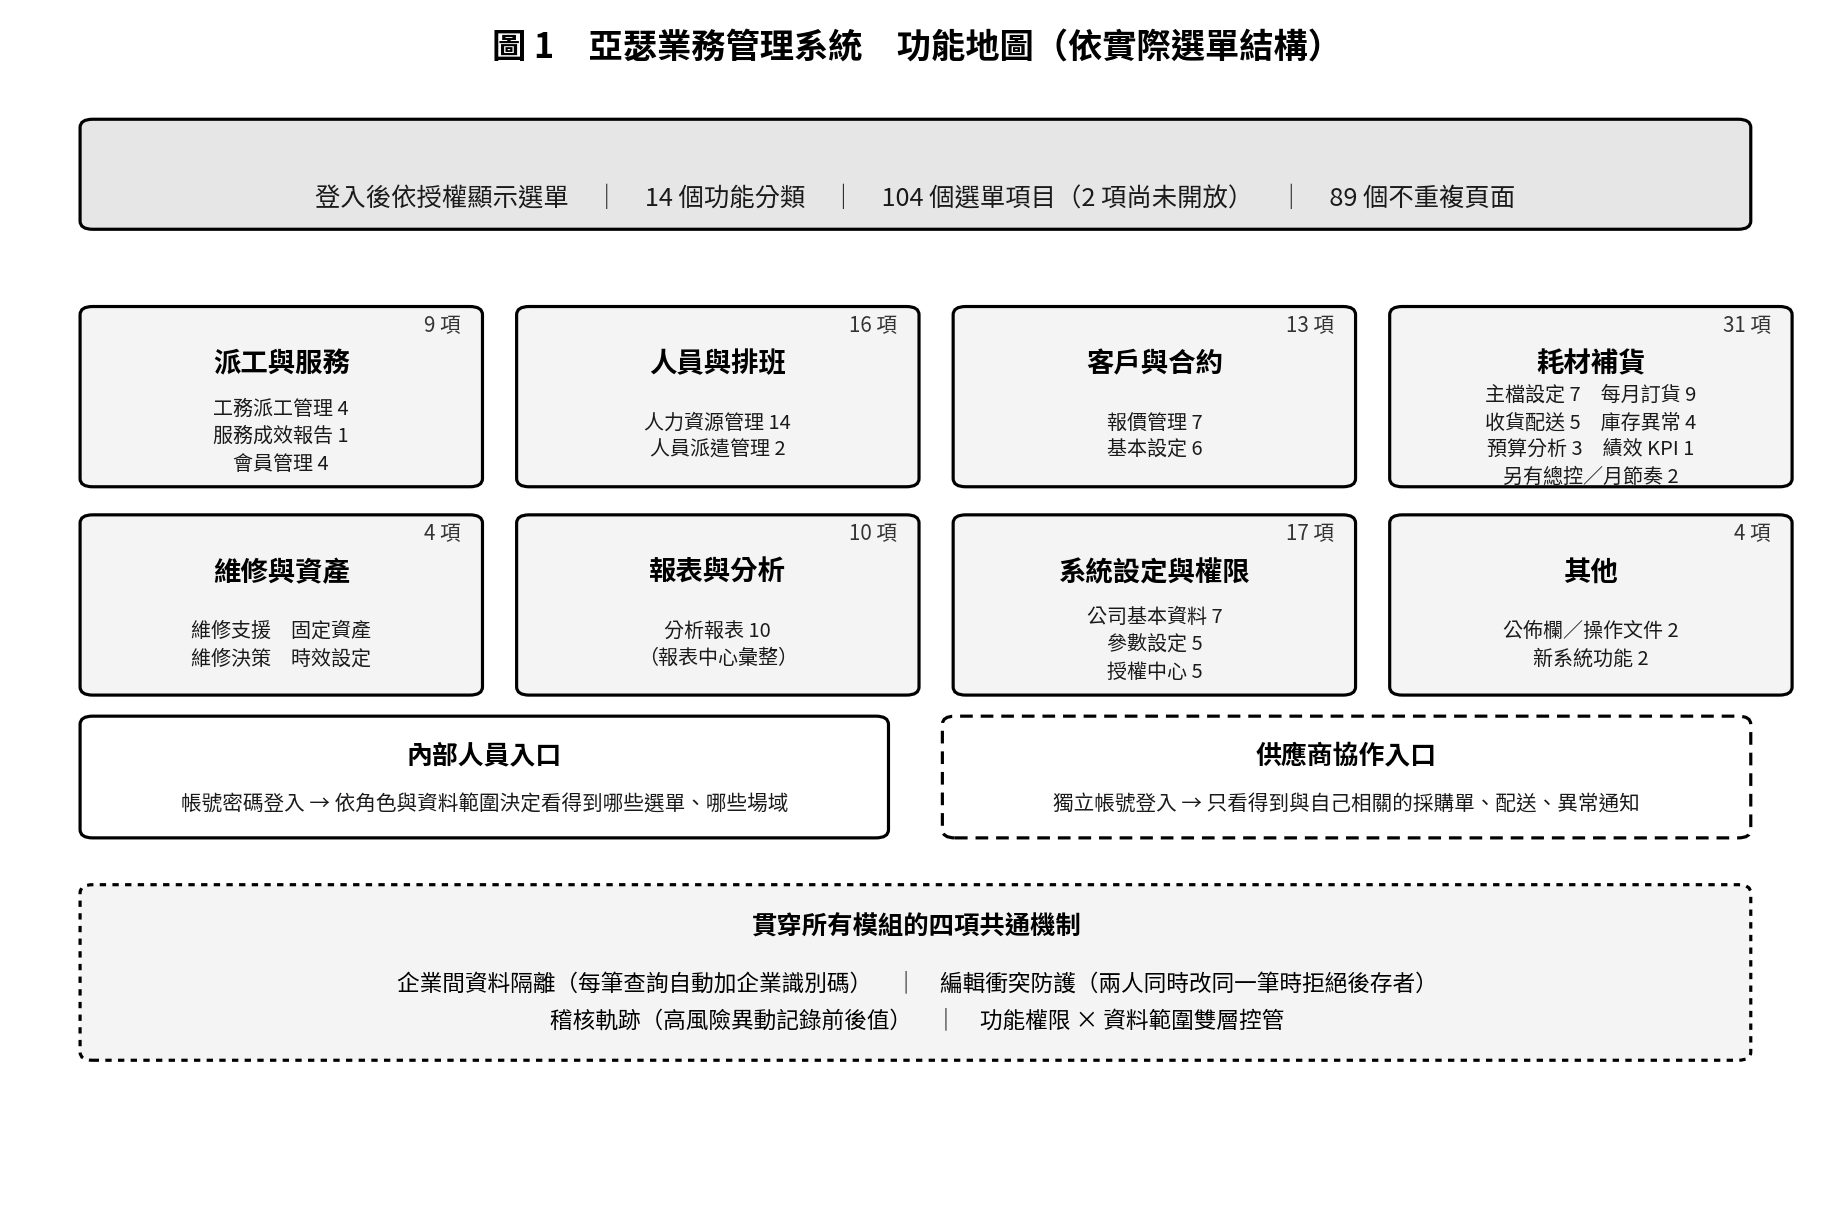 圖 1　亞瑟業務管理系統　功能地圖（依實際選單結構）
登入後依授權顯示選單　｜　14 個功能分類　｜　104 個選單項目（2 項尚未開放）　｜　89 個不重複頁面
9 項
派工與服務
工務派工管理 4
服務成效報告 1
會員管理 4
16 項
人員與排班
人力資源管理 14
人員派遣管理 2
13 項
客戶與合約
報價管理 7
基本設定 6
31 項
耗材補貨
主檔設定 7　每月訂貨 9
收貨配送 5　庫存異常 4
預算分析 3　績效 KPI 1
另有總控／月節奏 2
4 項
維修與資產
維修支援　固定資產
維修決策　時效設定
10 項
報表與分析
分析報表 10
（報表中心彙整）
17 項
系統設定與權限
公司基本資料 7
參數設定 5
授權中心 5
4 項
其他
公佈欄／操作文件 2
新系統功能 2
內部人員入口
帳號密碼登入 → 依角色與資料範圍決定看得到哪些選單、哪些場域
供應商協作入口
獨立帳號登入 → 只看得到與自己相關的採購單、配送、異常通知
貫穿所有模組的四項共通機制
企業間資料隔離（每筆查詢自動加企業識別碼）　｜　編輯衝突防護（兩人同時改同一筆時拒絕後存者）
稽核軌跡（高風險異動記錄前後值）　｜　功能權限 × 資料範圍雙層控管